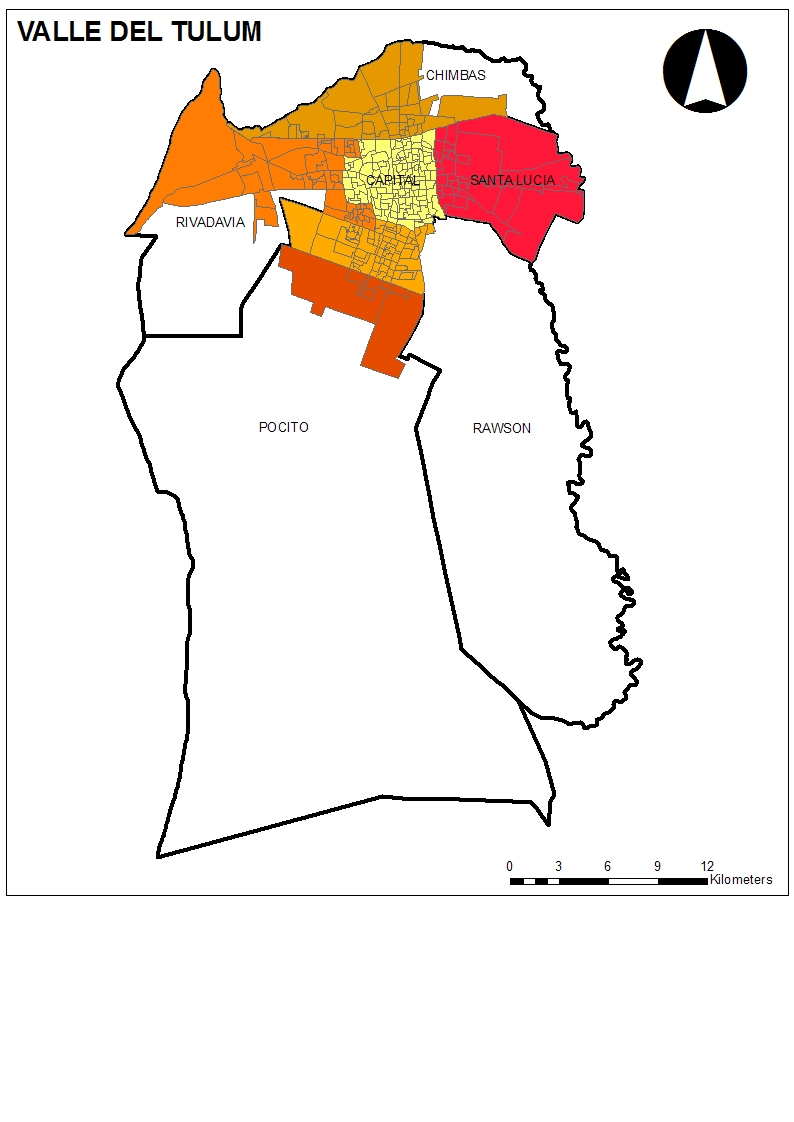 VALLE DEL TULUM
CHIMBAS
CAPITAL
SANTA LUCIA
RIVADAVIA
POCITO
RAWSON
0 3 6 9 12
Kilometers